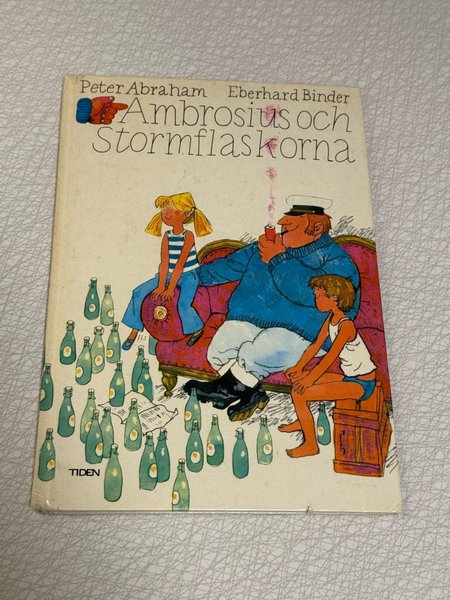 Peter Abraham Eberhard Binder
Ambrosius och
Stormflaskorna
TIDEN